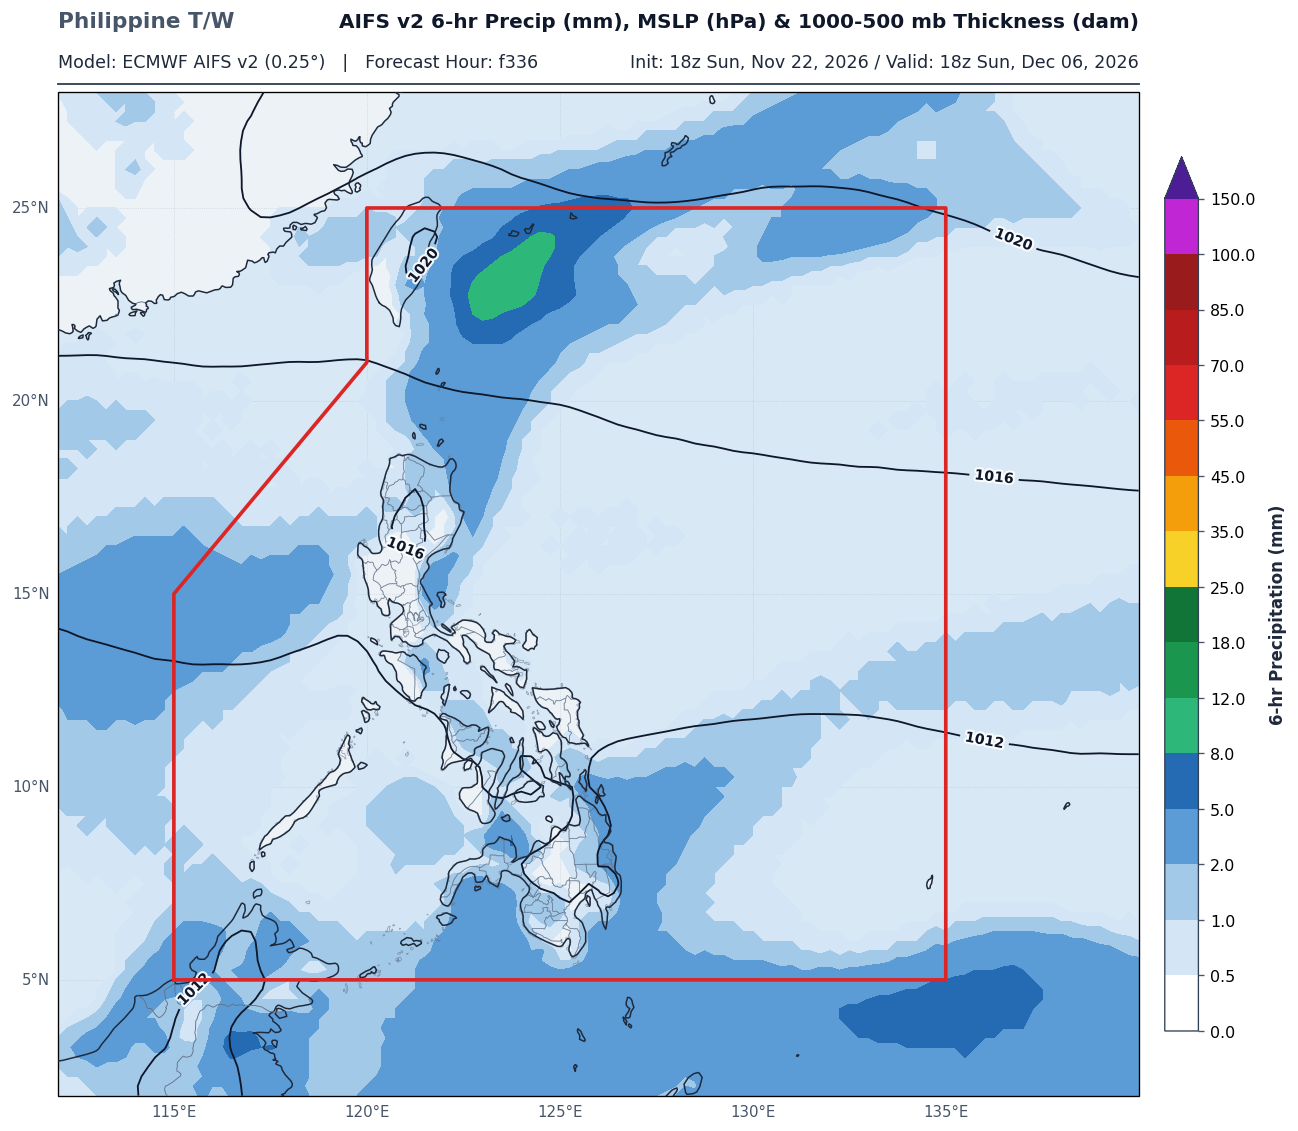 Philippine T/W
AIFS v2 6-hr Precip (mm), MSLP (hPa) & 1000-500 mb Thickness (dam)
Model: ECMWF AIFS v2 (0.25°) | Forecast Hour: f336
Init: 18z Sun, Nov 22, 2026 / Valid: 18z Sun, Dec 06, 2026
25°N
20°N
15°N
10°N
5°N
115°E
120°E
125°E
130°E
135°E
1020
1020
1016
1016
1012
1012
150.0
100.0
85.0
70.0
55.0
45.0
35.0
25.0
18.0
12.0
8.0
5.0
2.0
1.0
0.5
0.0
6-hr Precipitation (mm)